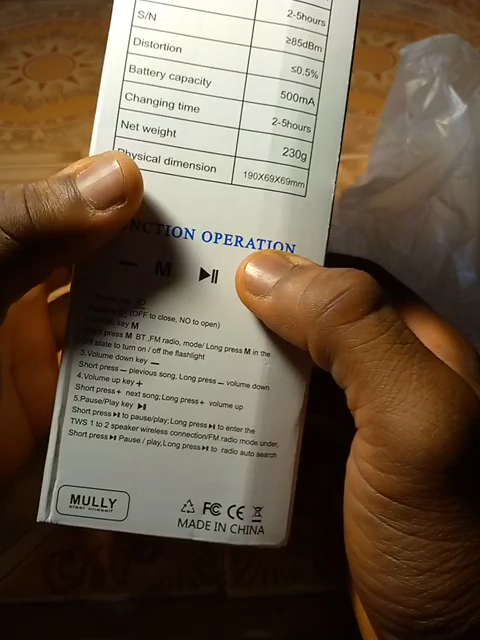 2-5hours
S/N ≥85dBm
Distortion ≤0.5%
Battery capacity 500mA
Changing time 2-5hours
Net weight 230g
Physical dimension 190X69X69mm
NCTION OPERATION
— M ▶II
(OFF to close, NO to open)
key M
Short press M BT ,FM radio, mode/ Long press M in the
Off state to turn on / off the flashlight
3.Volume down key —
Short press — pievious song, Long press — volume down
4.Volume up key +
Short press+ next song;Long press+ volume up
5.Pause/Play key ▶II
Short press ▶II to pause/play;Long press ▶II to enter the
TWS 1 to 2 speaker wireless connection/FM radio mode under,
Short press ▶II Pause / play,Long press ▶II to radio auto search
MULLY
steel oneself
FC CE
MADE IN CHINA